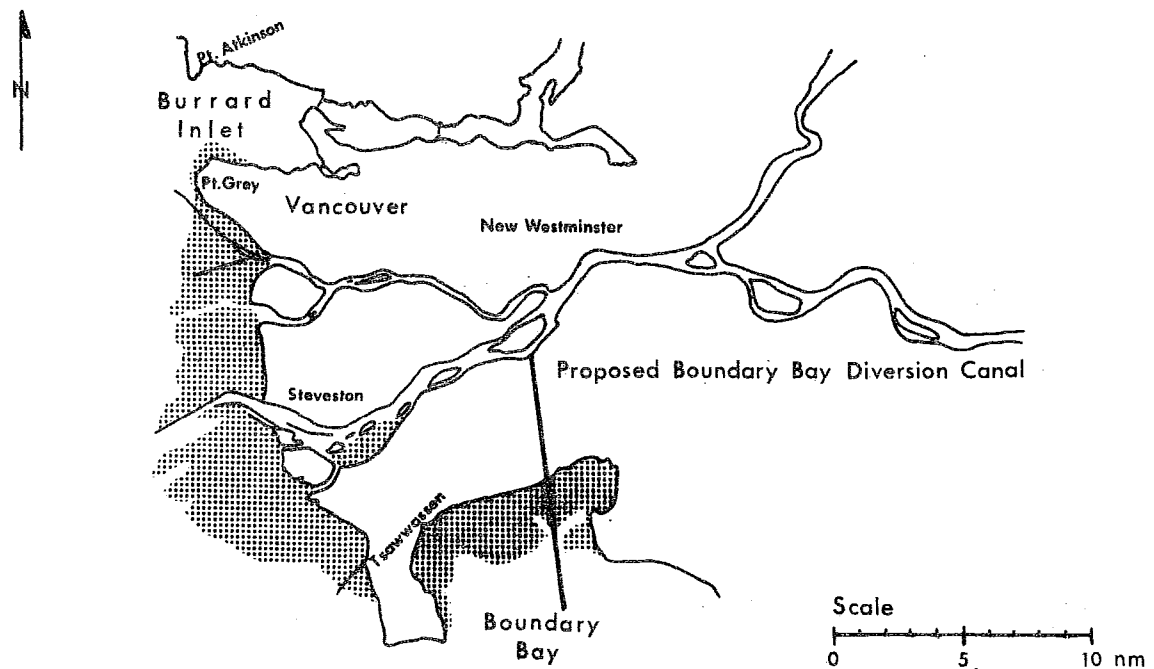 N
Pt. Atkinson
Burrard
Inlet
Pt. Grey
Vancouver
New Westminster
Proposed Boundary Bay Diversion Canal
Steveston
Tsawwassen
Boundary
Bay
Scale
0 5 10 nm